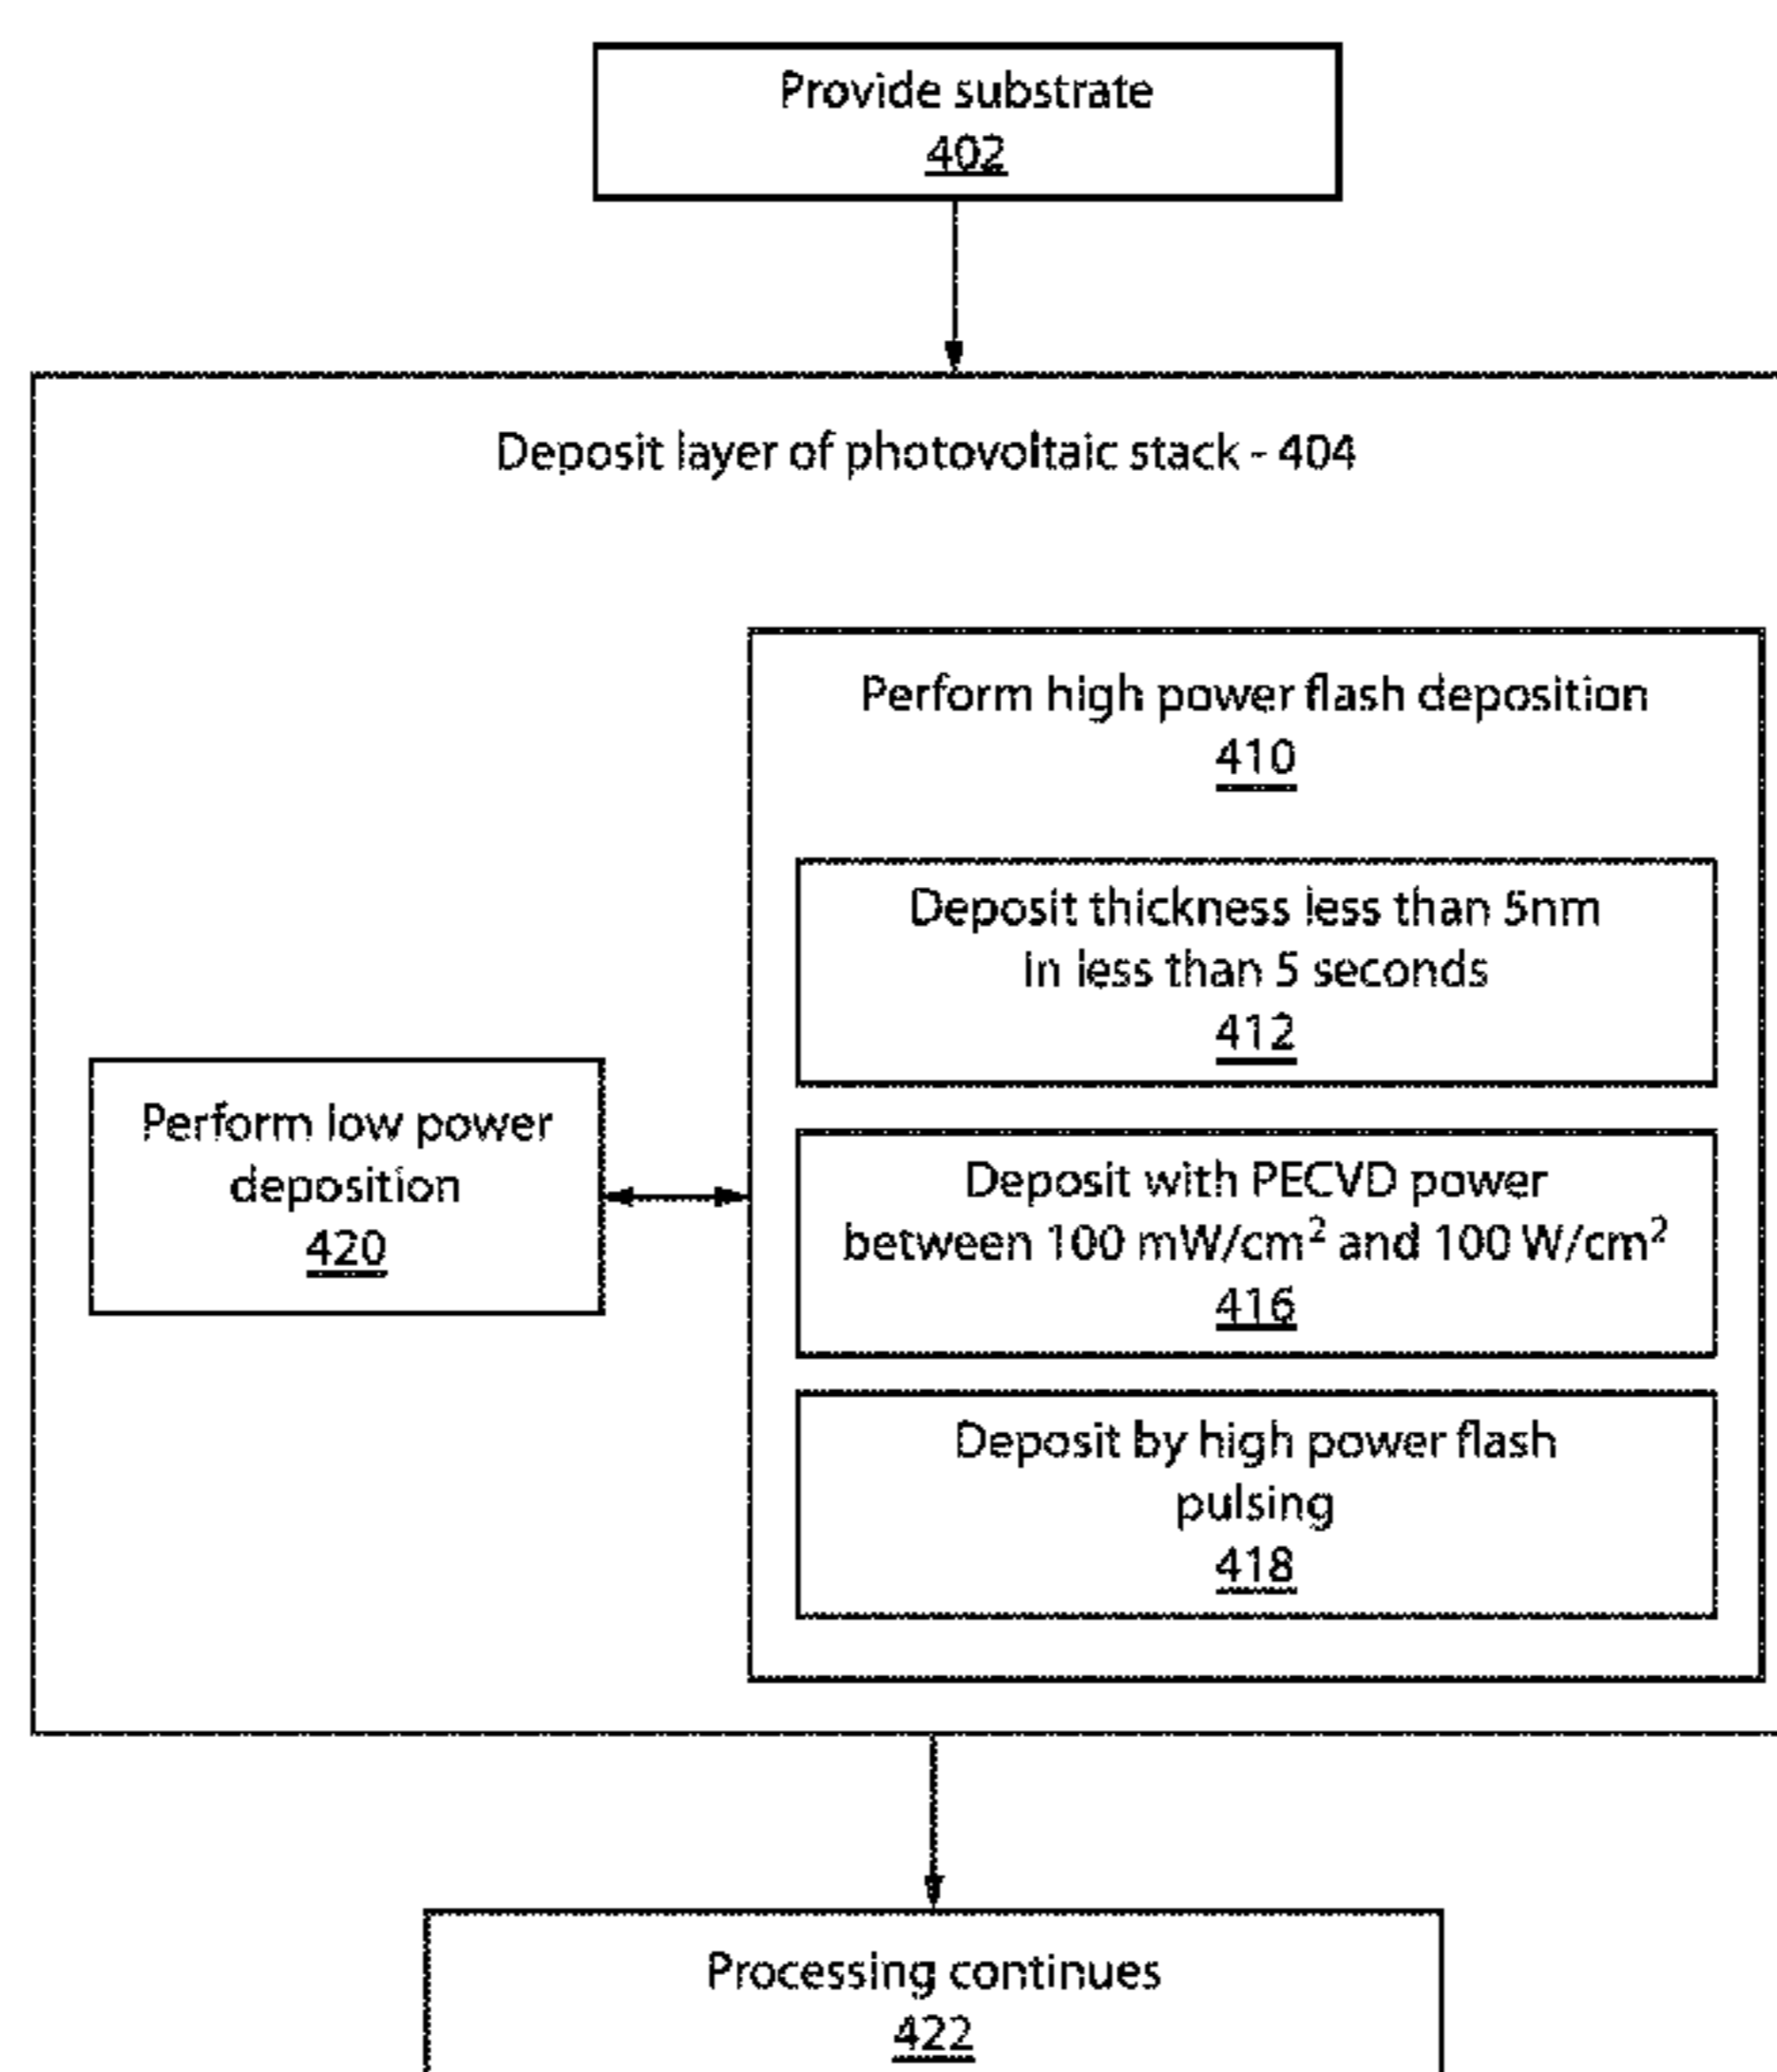 Provide substrate
402
Deposit layer of photovoltaic stack - 404
Perform high power flash deposition
410
Deposit thickness less than 5nm
in less than 5 seconds
412
Perform low power
deposition
420
Deposit with PECVD power
between 100 mW/cm² and 100 W/cm²
416
Deposit by high power flash
pulsing
418
Processing continues
422